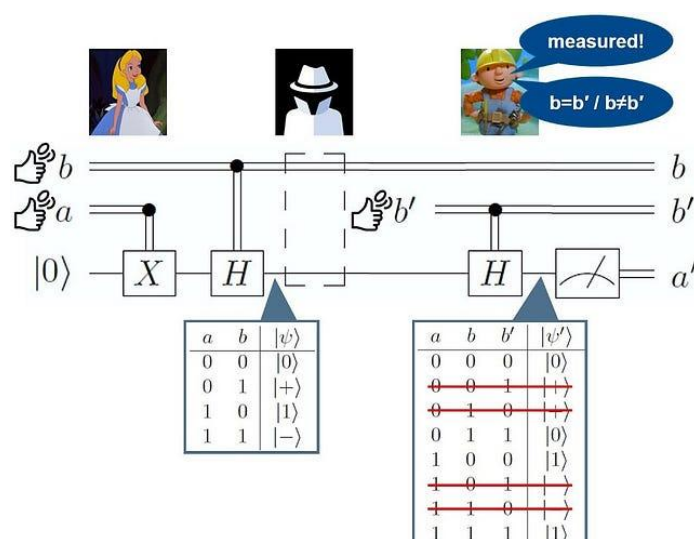 measured!
b=b′ / b≠b′
b b
a b′ b′
|0⟩ X H H a′
a b |ψ⟩
0 0 |0⟩
0 1 |+⟩
1 0 |1⟩
1 1 |−⟩
a b b′ |ψ′⟩
0 0 0 |0⟩
0 0 1 |+⟩
0 1 0 |+⟩
0 1 1 |0⟩
1 0 0 |1⟩
1 0 1 |−⟩
1 1 0 |−⟩
1 1 1 |1⟩